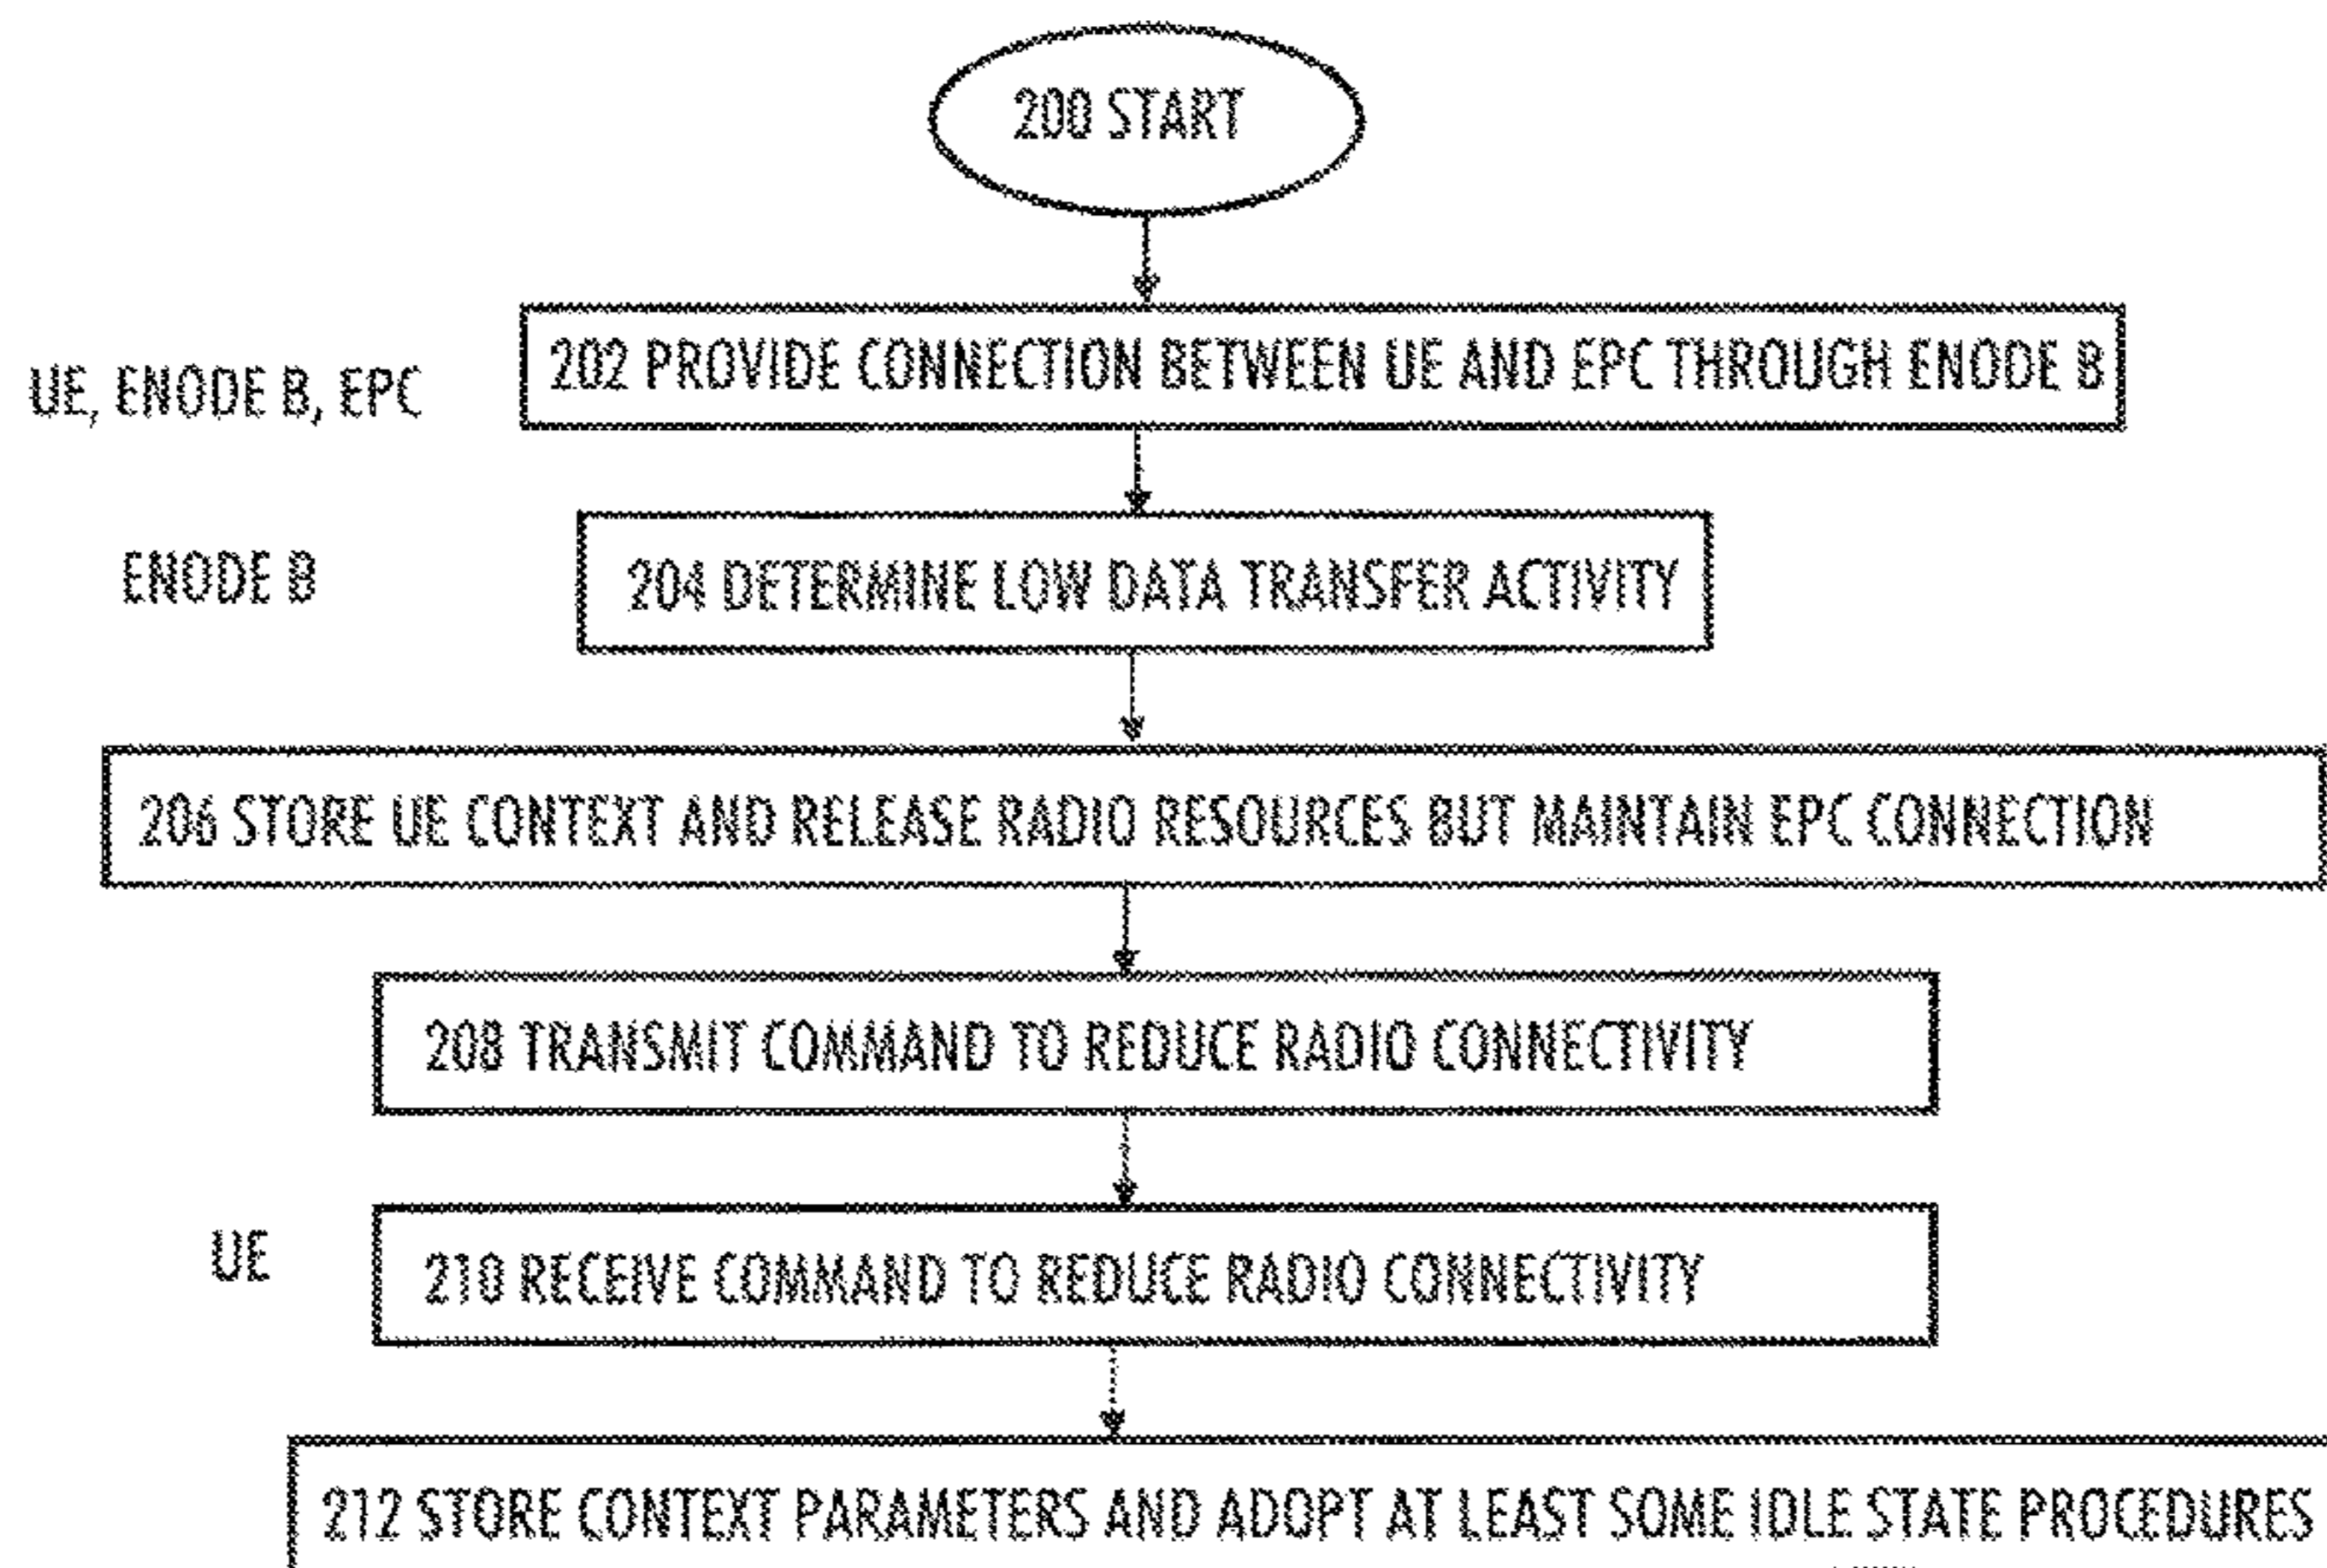 200 START
UE, ENODE B, EPC
202 PROVIDE CONNECTION BETWEEN UE AND EPC THROUGH ENODE B
ENODE B
204 DETERMINE LOW DATA TRANSFER ACTIVITY
206 STORE UE CONTEXT AND RELEASE RADIO RESOURCES BUT MAINTAIN EPC CONNECTION
208 TRANSMIT COMMAND TO REDUCE RADIO CONNECTIVITY
UE
210 RECEIVE COMMAND TO REDUCE RADIO CONNECTIVITY
212 STORE CONTEXT PARAMETERS AND ADOPT AT LEAST SOME IDLE STATE PROCEDURES